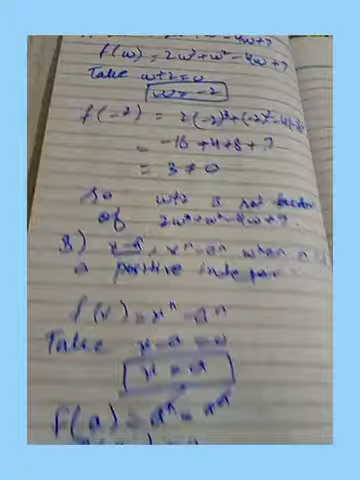 f(w) = 2w³+w²-4w+7
Take w+2=0
w = -2
f(-2) = 2(-2)³+(-2)²-4(-2)
= -16 +4+8+7
= 3 ≠ 0
so w+2 is not factor
of 2w³+w²-4w+7.
8) x-a, xⁿ-aⁿ when n is
a positive integer
f(x) = xⁿ-aⁿ
Take x-a = 0
x = a
f(a) = aⁿ-aⁿ